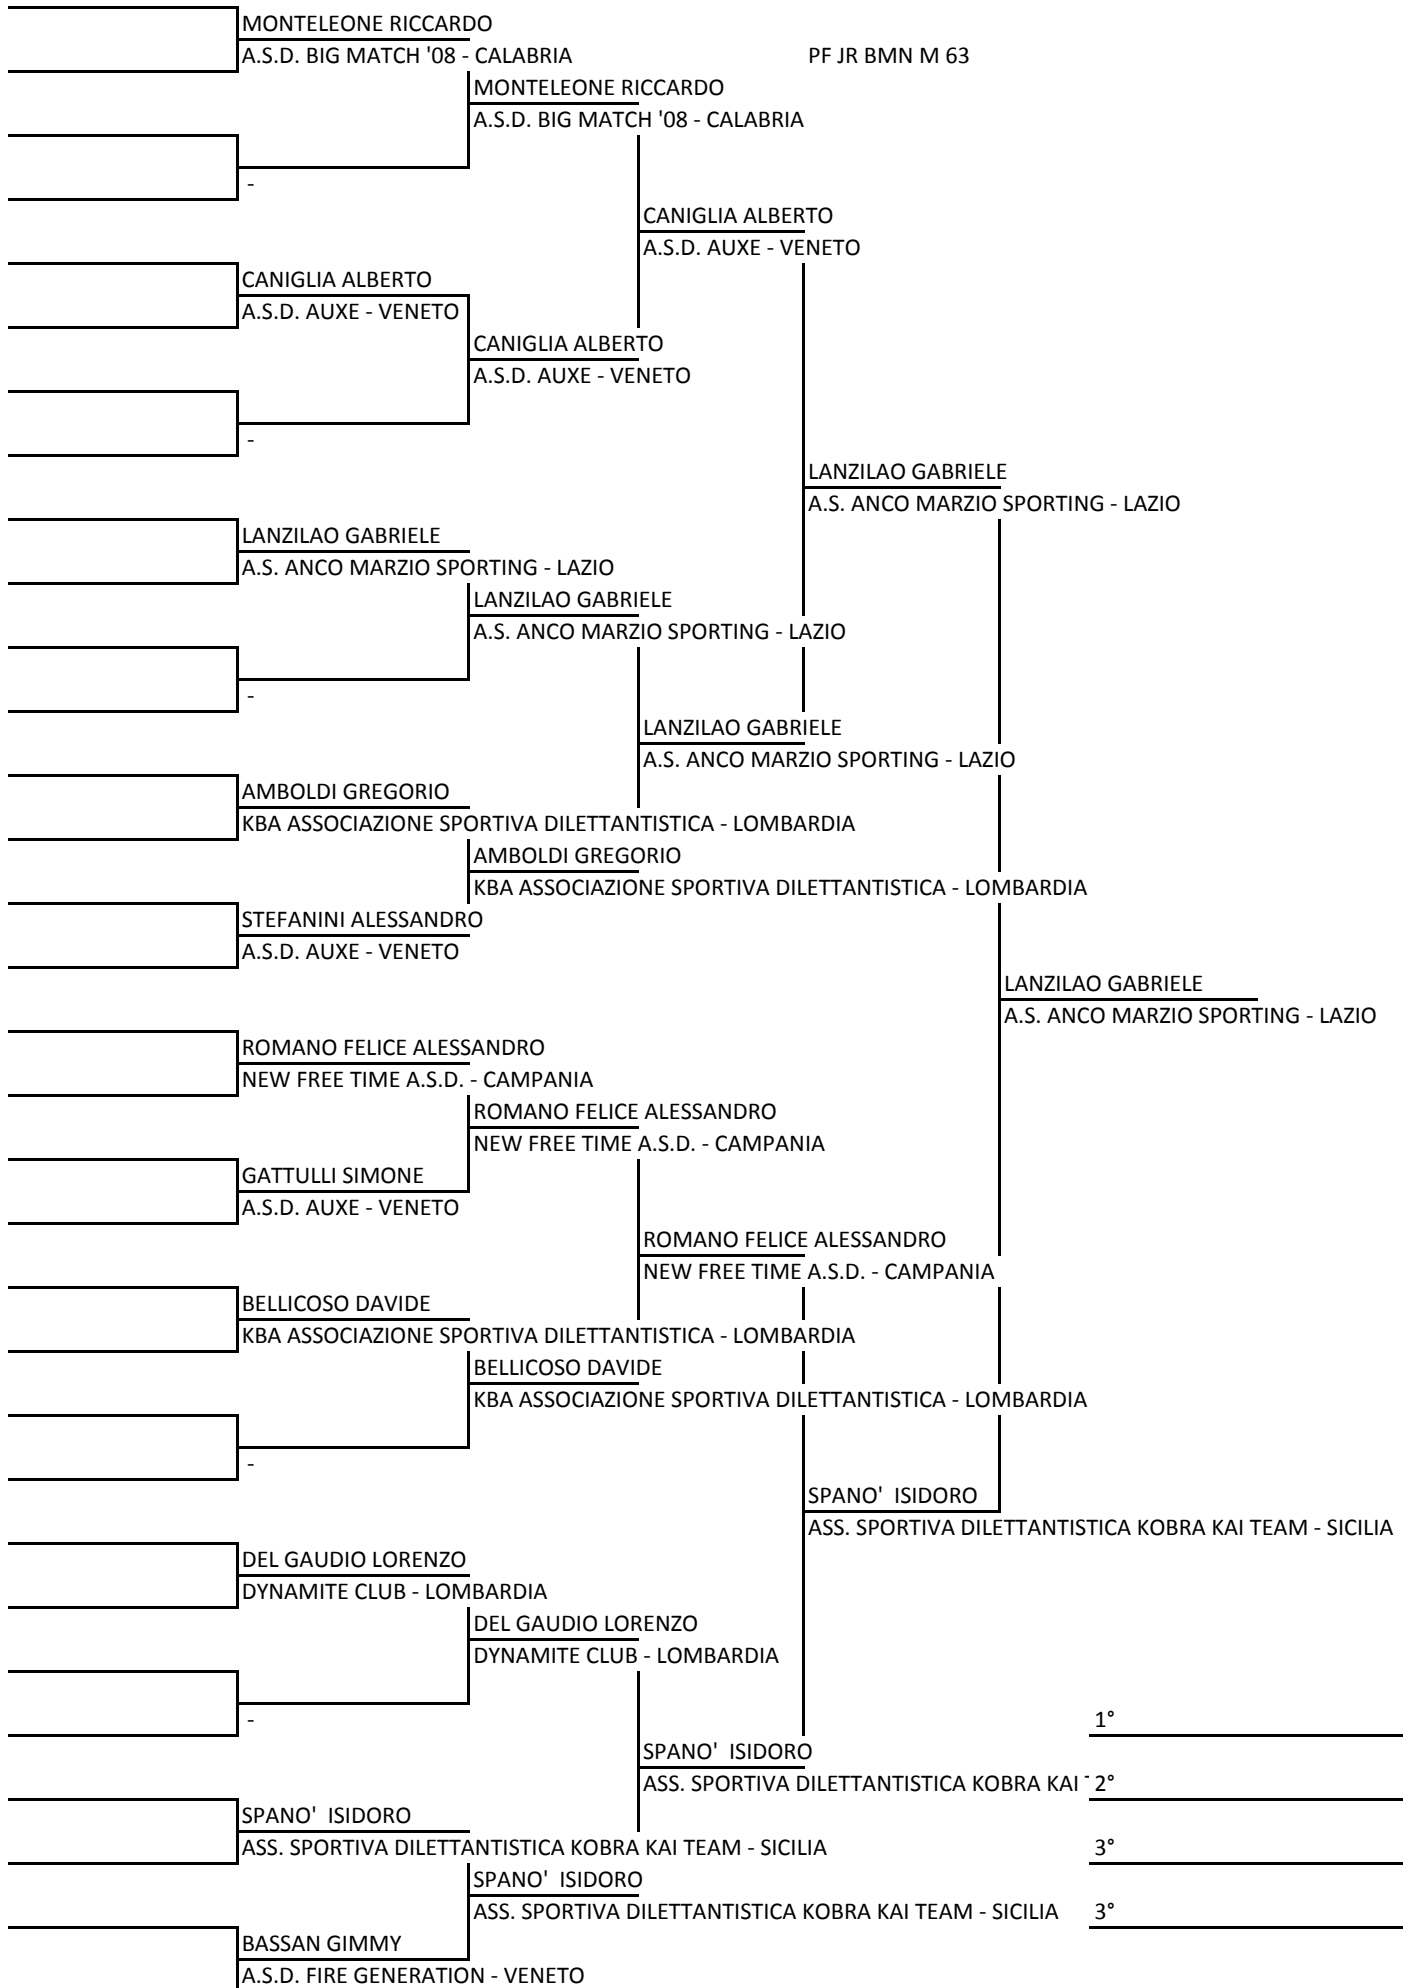 MONTELEONE RICCARDO
A.S.D. BIG MATCH '08 - CALABRIA
PF JR BMN M 63
MONTELEONE RICCARDO
A.S.D. BIG MATCH '08 - CALABRIA
-
CANIGLIA ALBERTO
A.S.D. AUXE - VENETO
CANIGLIA ALBERTO
A.S.D. AUXE - VENETO
CANIGLIA ALBERTO
A.S.D. AUXE - VENETO
-
LANZILAO GABRIELE
A.S. ANCO MARZIO SPORTING - LAZIO
LANZILAO GABRIELE
A.S. ANCO MARZIO SPORTING - LAZIO
LANZILAO GABRIELE
A.S. ANCO MARZIO SPORTING - LAZIO
-
LANZILAO GABRIELE
A.S. ANCO MARZIO SPORTING - LAZIO
AMBOLDI GREGORIO
KBA ASSOCIAZIONE SPORTIVA DILETTANTISTICA - LOMBARDIA
AMBOLDI GREGORIO
KBA ASSOCIAZIONE SPORTIVA DILETTANTISTICA - LOMBARDIA
STEFANINI ALESSANDRO
A.S.D. AUXE - VENETO
LANZILAO GABRIELE
A.S. ANCO MARZIO SPORTING - LAZIO
ROMANO FELICE ALESSANDRO
NEW FREE TIME A.S.D. - CAMPANIA
ROMANO FELICE ALESSANDRO
NEW FREE TIME A.S.D. - CAMPANIA
GATTULLI SIMONE
A.S.D. AUXE - VENETO
ROMANO FELICE ALESSANDRO
NEW FREE TIME A.S.D. - CAMPANIA
BELLICOSO DAVIDE
KBA ASSOCIAZIONE SPORTIVA DILETTANTISTICA - LOMBARDIA
BELLICOSO DAVIDE
KBA ASSOCIAZIONE SPORTIVA DILETTANTISTICA - LOMBARDIA
-
SPANO'  ISIDORO
ASS. SPORTIVA DILETTANTISTICA KOBRA KAI TEAM - SICILIA
DEL GAUDIO LORENZO
DYNAMITE CLUB - LOMBARDIA
DEL GAUDIO LORENZO
DYNAMITE CLUB - LOMBARDIA
-
1°
SPANO'  ISIDORO
ASS. SPORTIVA DILETTANTISTICA KOBRA KAI
2°
SPANO'  ISIDORO
ASS. SPORTIVA DILETTANTISTICA KOBRA KAI TEAM - SICILIA
3°
SPANO'  ISIDORO
ASS. SPORTIVA DILETTANTISTICA KOBRA KAI TEAM - SICILIA
3°
BASSAN GIMMY
A.S.D. FIRE GENERATION - VENETO